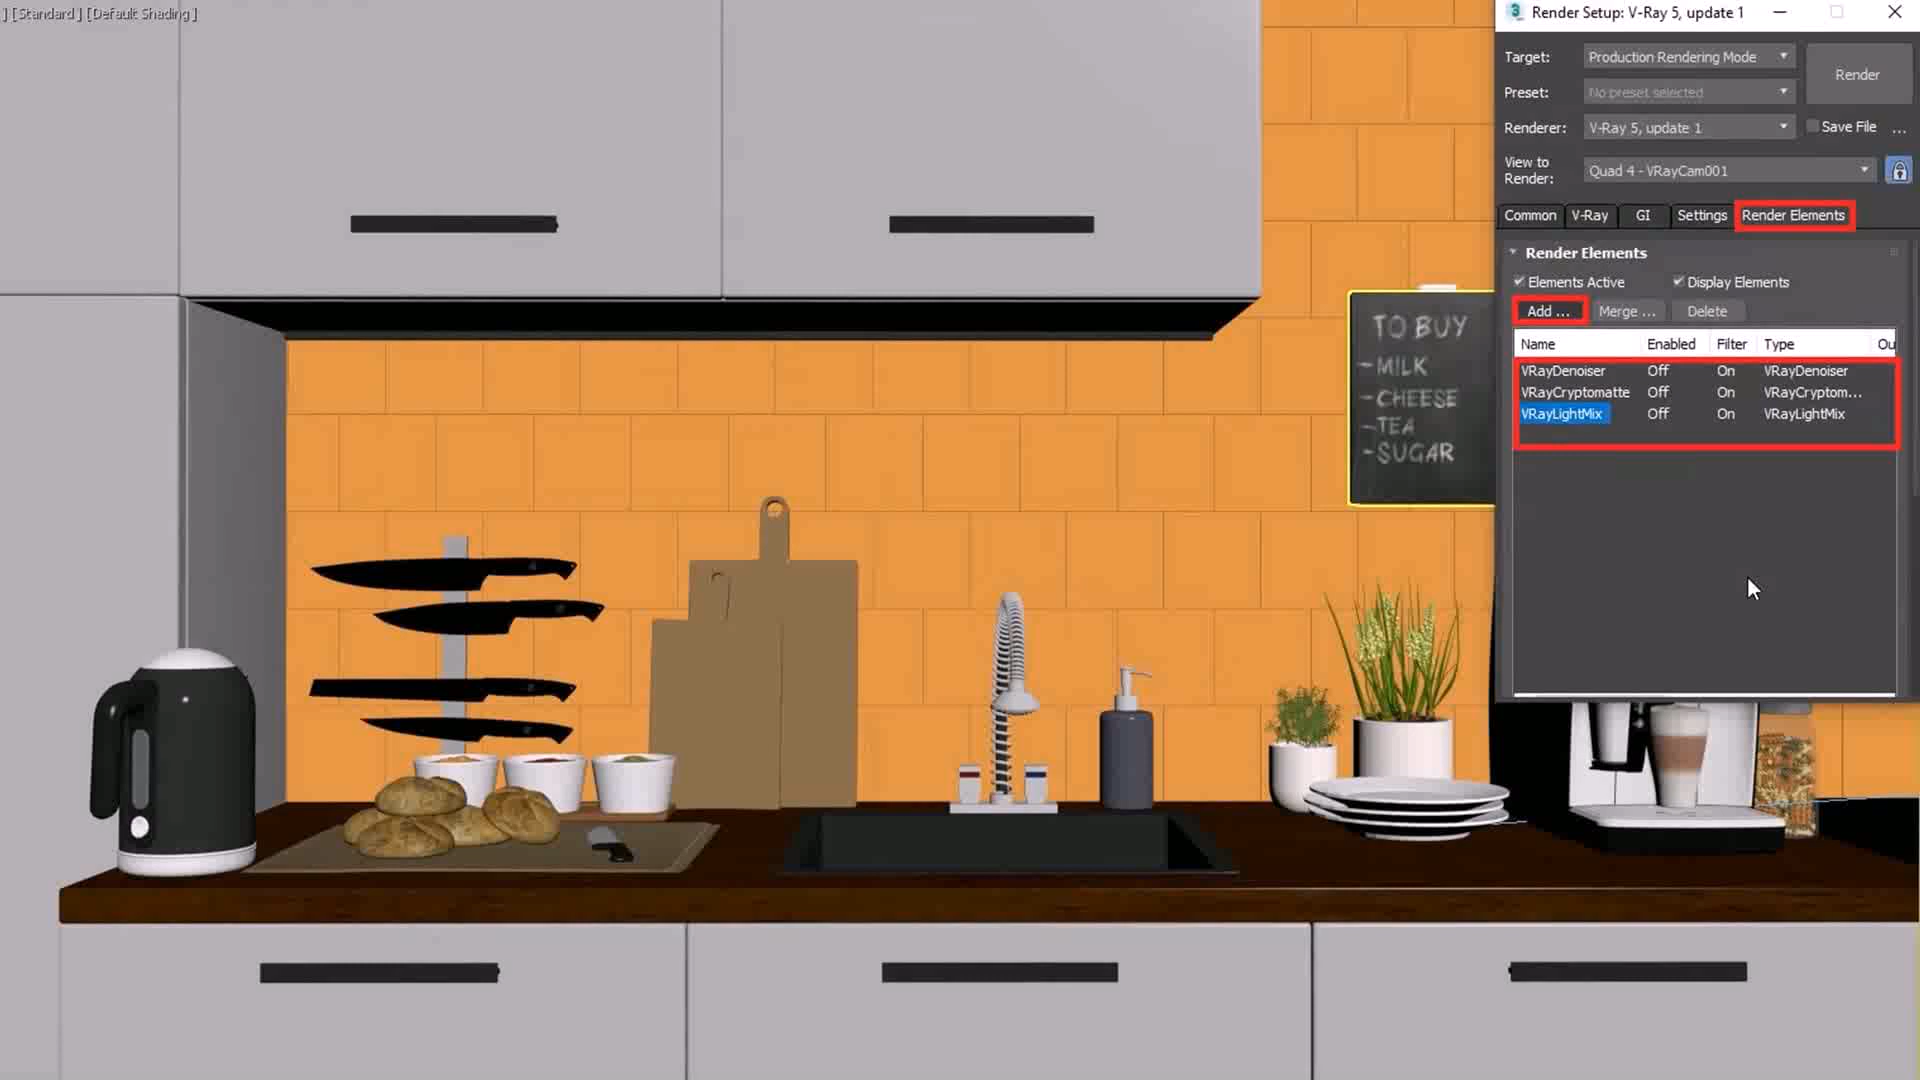 ] [Standard ] [Default Shading ]
3 Render Setup: V-Ray 5, update 1
Target: Production Rendering Mode
Render
Preset: No preset selected
Renderer: V-Ray 5, update 1
Save File ...
View to Render: Quad 4 - VRayCam001
Common V-Ray GI Settings Render Elements
Render Elements
Elements Active Display Elements
Add ... Merge ... Delete
Name Enabled Filter Type Ou
VRayDenoiser Off On VRayDenoiser
VRayCryptomatte Off On VRayCryptom...
VRayLightMix Off On VRayLightMix
TO BUY
-MILK
-CHEESE
-TEA
-SUGAR